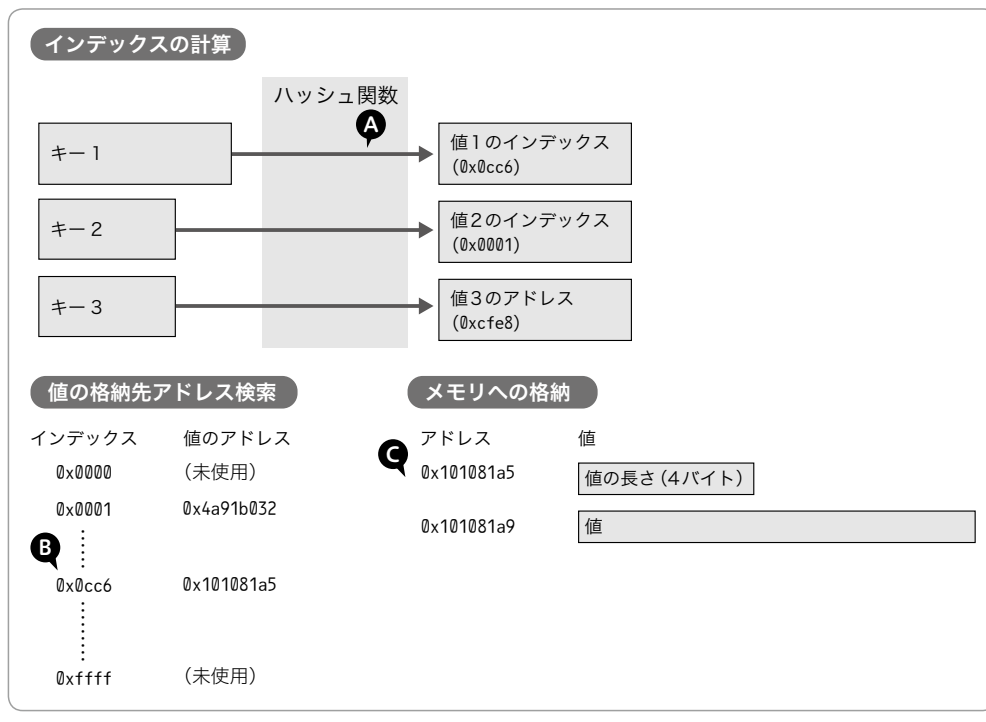 インデックスの計算
ハッシュ関数
A
キー1
値1のインデックス
(0x0cc6)
キー2
値2のインデックス
(0x0001)
キー3
値3のアドレス
(0xcfe8)
値の格納先アドレス検索
インデックス 値のアドレス
0x0000 (未使用)
0x0001 0x4a91b032
B
0x0cc6 0x101081a5
0xffff (未使用)
メモリへの格納
アドレス 値
C
0x101081a5 値の長さ(4バイト)
0x101081a9 値